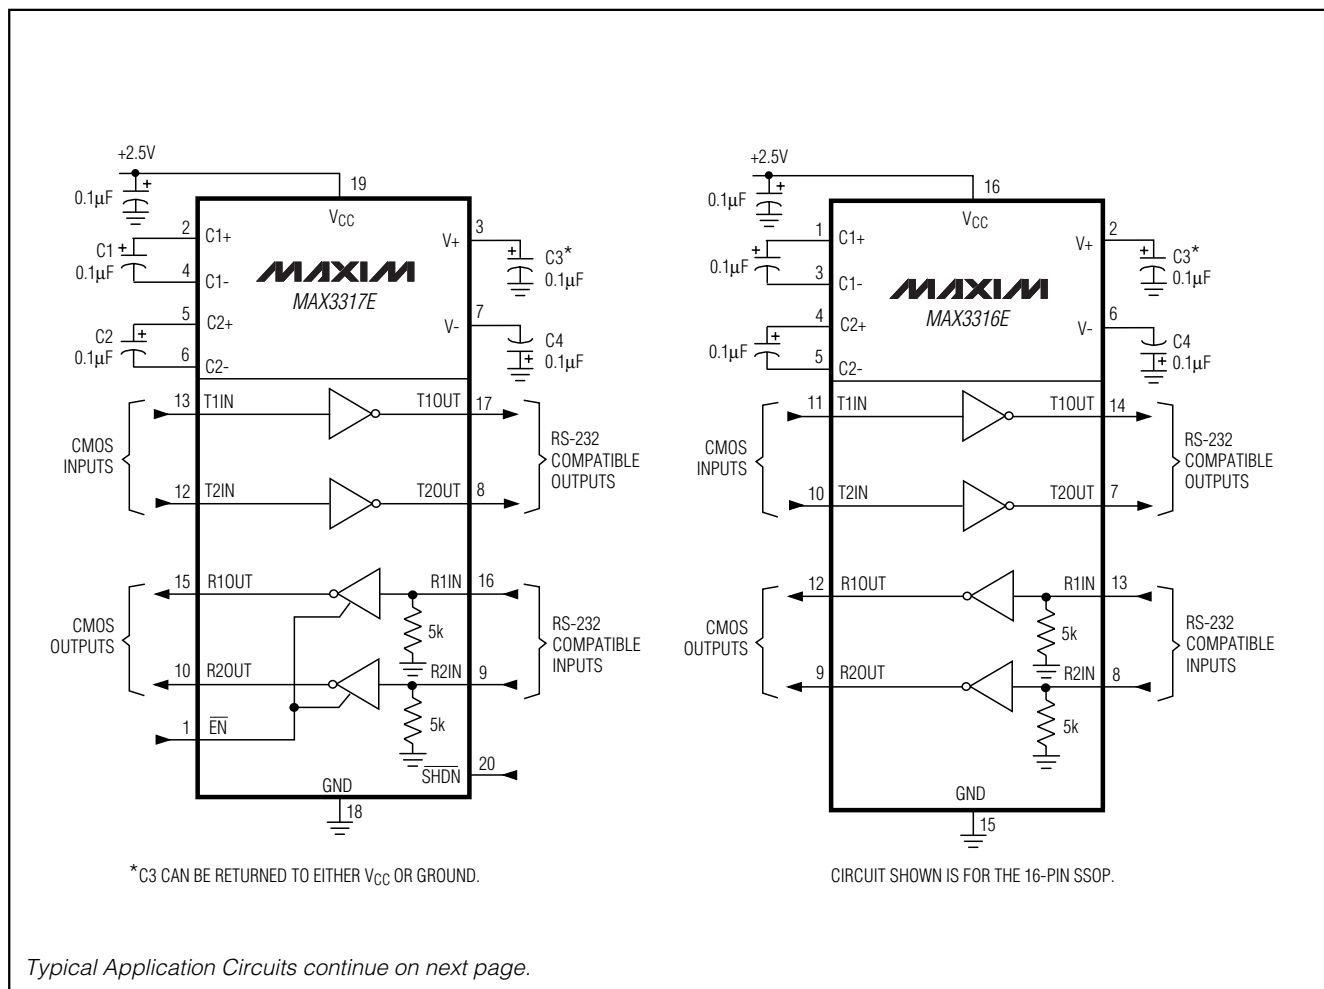 +2.5V
0.1µF
+
19
VCC
2
C1+
C1
+
0.1µF
4
C1-
5
C2+
C2
+
0.1µF
6
C2-
MAXIM
MAX3317E
V+
3
+
C3*
0.1µF
V-
7
C4
+
0.1µF
13
T1IN
T1OUT
17
CMOS
INPUTS
RS-232
COMPATIBLE
OUTPUTS
12
T2IN
T2OUT
8
15
R1OUT
R1IN
16
5k
CMOS
OUTPUTS
RS-232
COMPATIBLE
INPUTS
10
R2OUT
R2IN
9
5k
1
EN
SHDN
20
GND
18
*C3 CAN BE RETURNED TO EITHER VCC OR GROUND.
+2.5V
0.1µF
+
16
VCC
1
C1+
+
0.1µF
3
C1-
4
C2+
+
0.1µF
5
C2-
MAXIM
MAX3316E
V+
2
+
C3*
0.1µF
V-
6
C4
+
0.1µF
11
T1IN
T1OUT
14
CMOS
INPUTS
RS-232
COMPATIBLE
OUTPUTS
10
T2IN
T2OUT
7
12
R1OUT
R1IN
13
5k
CMOS
OUTPUTS
RS-232
COMPATIBLE
INPUTS
9
R2OUT
R2IN
8
5k
GND
15
CIRCUIT SHOWN IS FOR THE 16-PIN SSOP.
Typical Application Circuits continue on next page.